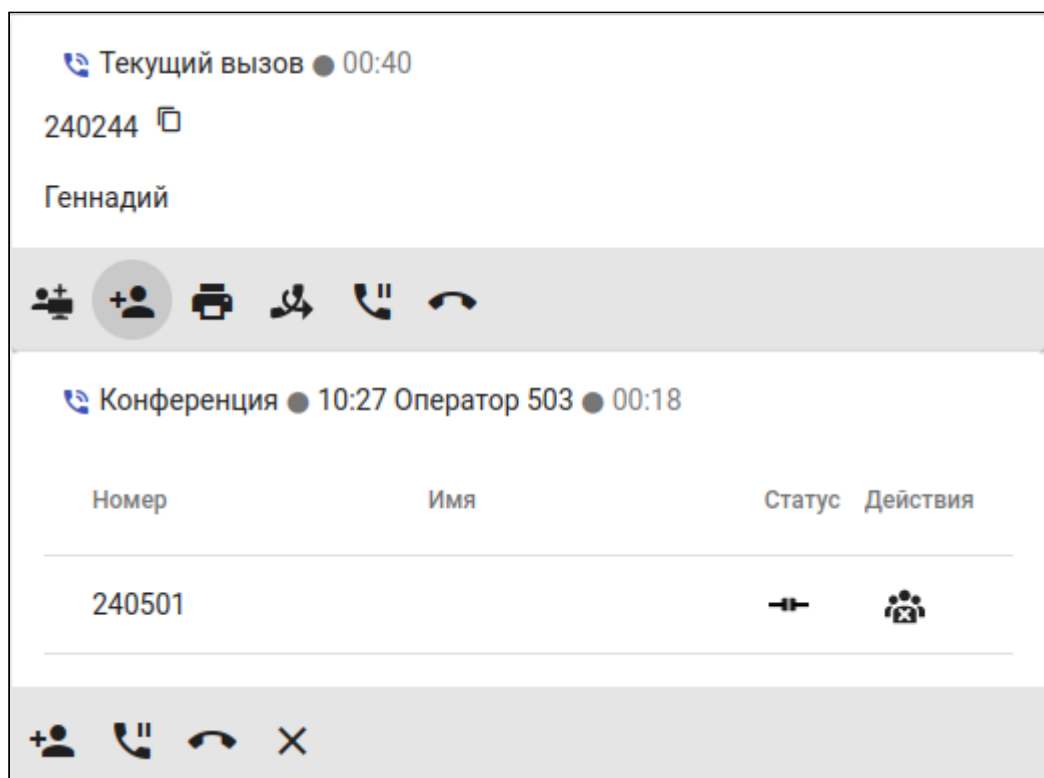 Текущий вызов ● 00:40
240244
Геннадий
Конференция ● 10:27 Оператор 503 ● 00:18
Номер Имя Статус Действия
240501